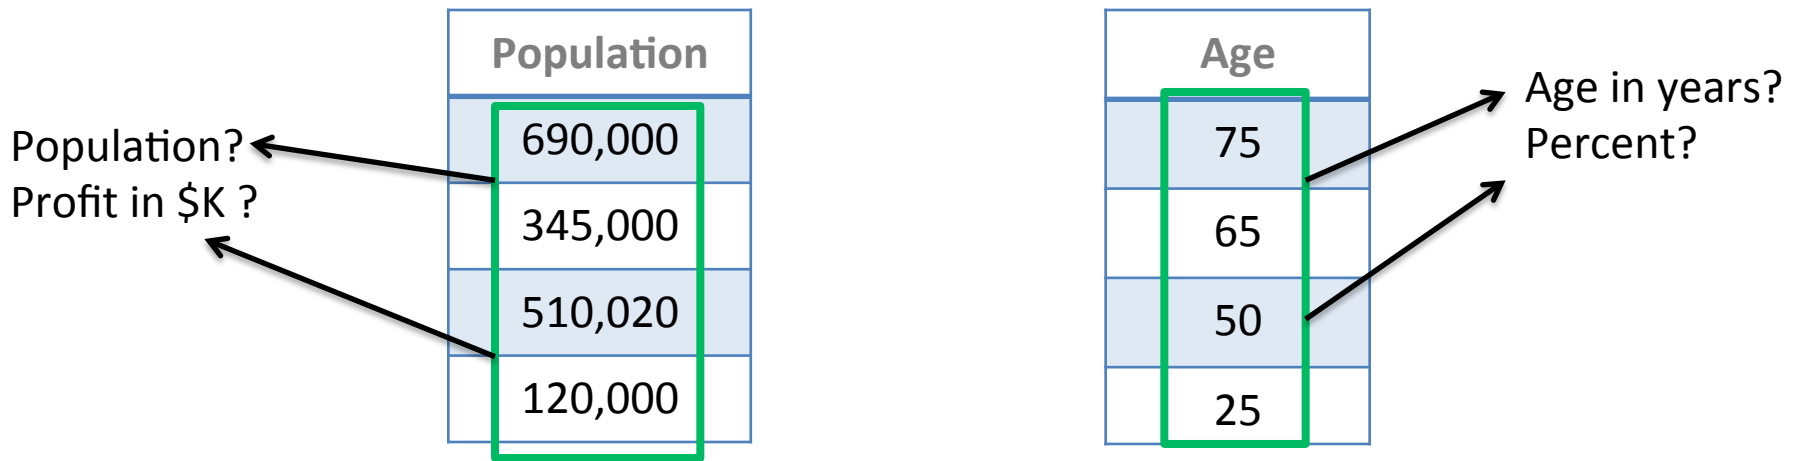 Population?
Profit in $K ?
Population
690,000
345,000
510,020
120,000
Age
75
65
50
25
Age in years?
Percent?